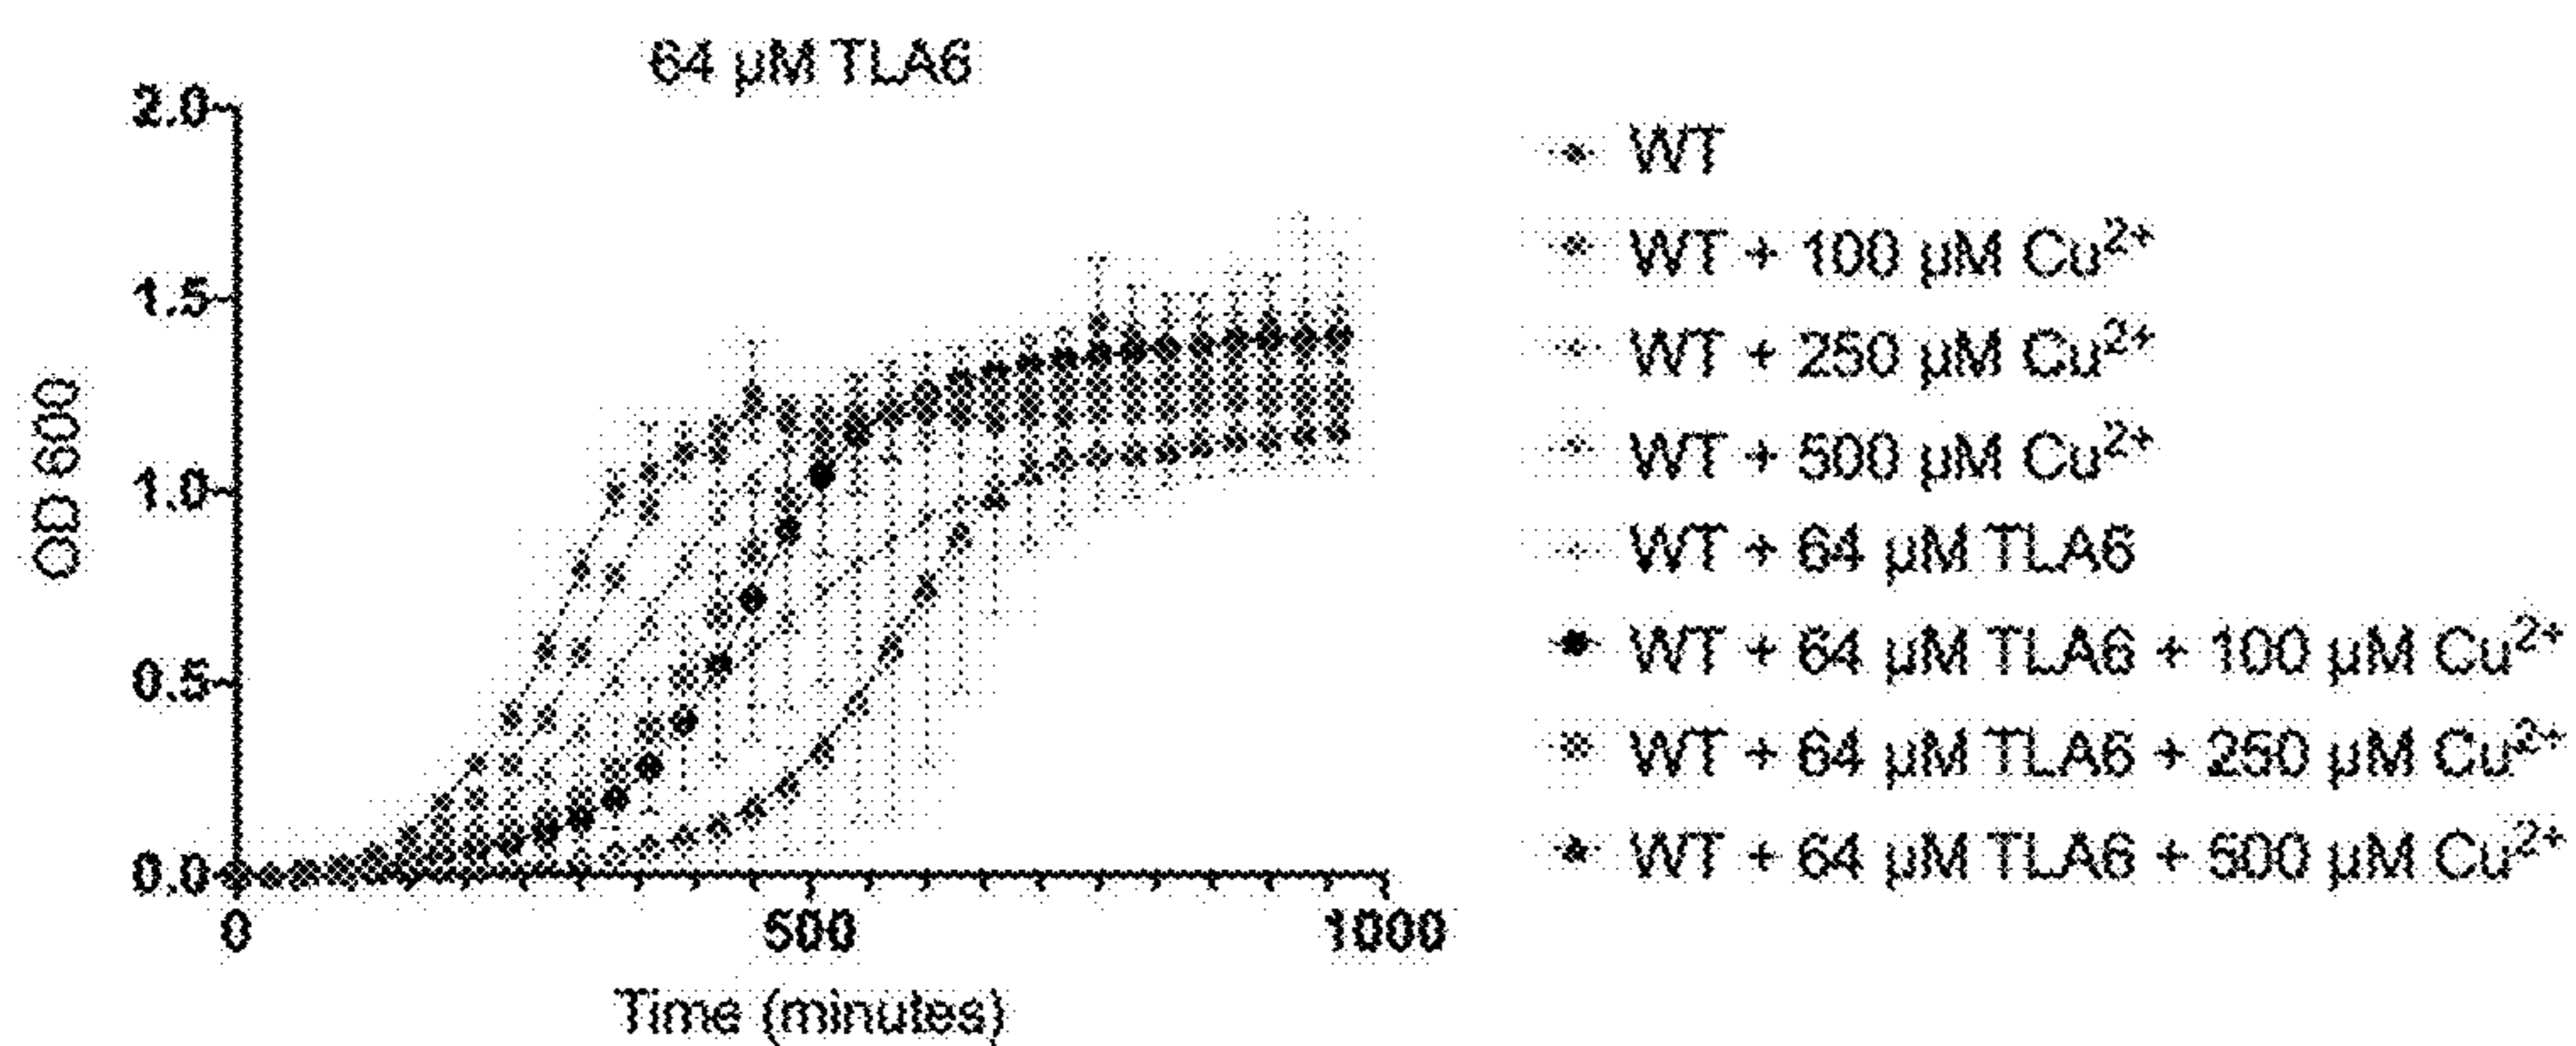 64 µM TLA6
2.0
1.5
1.0
0.5
0.0
OD 600
0
500
1000
Time (minutes)
WT
WT + 100 µM Cu²⁺
WT + 250 µM Cu²⁺
WT + 500 µM Cu²⁺
WT + 64 µM TLA6
WT + 64 µM TLA6 + 100 µM Cu²⁺
WT + 64 µM TLA6 + 250 µM Cu²⁺
WT + 64 µM TLA6 + 500 µM Cu²⁺